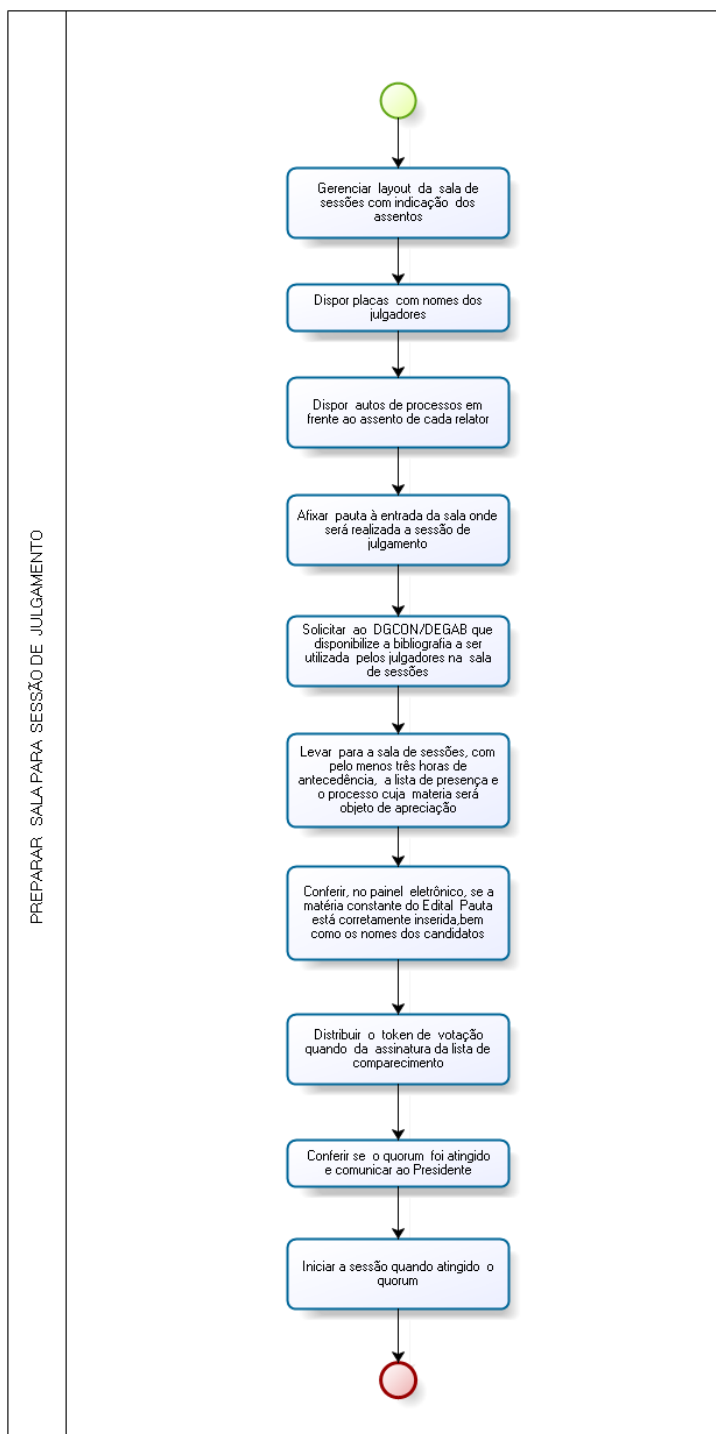 PREPARAR SALA PARA SESSÃO DE JULGAMENTO
Gerenciar layout da sala de
sessões com indicação dos
assentos
Dispor placas com nomes dos
julgadores
Dispor autos de processos em
frente ao assento de cada relator
Afixar pauta à entrada da sala onde
será realizada a sessão de
julgamento
Solicitar ao DGCON/DEGAB que
disponibilize a bibliografia a ser
utilizada pelos julgadores na sala
de sessões
Levar para a sala de sessões, com
pelo menos três horas de
antecedência, a lista de presença e
o processo cuja materia será
objeto de apreciação
Conferir, no painel eletrônico, se a
matéria constante do Edital Pauta
está corretamente inserida,bem
como os nomes dos candidatos
Distribuir o token de votação
quando da assinatura da lista de
comparecimento
Conferir se o quorum foi atingido
e comunicar ao Presidente
Iniciar a sessão quando atingido o
quorum